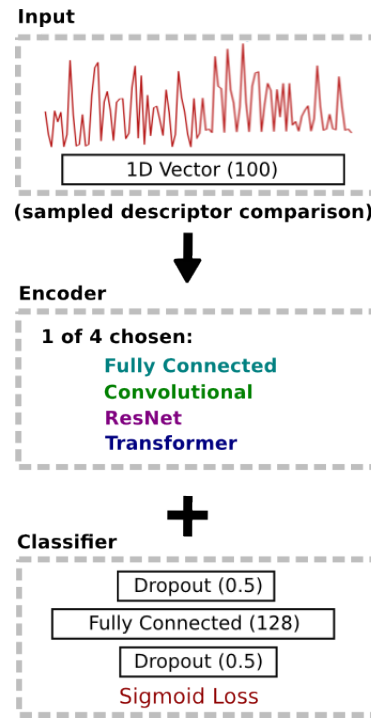 Input
1D Vector (100)
(sampled descriptor comparison)
Encoder
1 of 4 chosen:
Fully Connected
Convolutional
ResNet
Transformer
+
Classifier
Dropout (0.5)
Fully Connected (128)
Dropout (0.5)
Sigmoid Loss